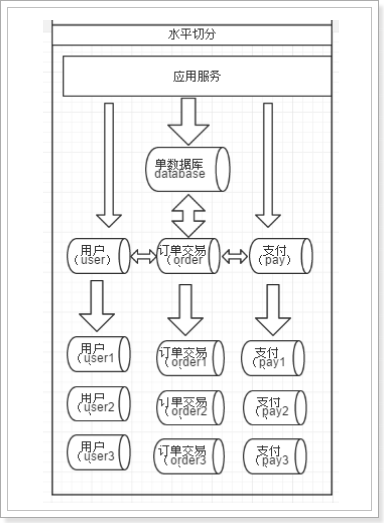 水平切分
应用服务
单数据库
database
用户
（user）
订单交易
（order
支付
（pay）
用户
（user1
订单交易
（order1
支付
（pay1
用户
（user2
订单交易
（order2
支付
（pay2
用户
（user3
订单交易
（order3
支付
（pay3